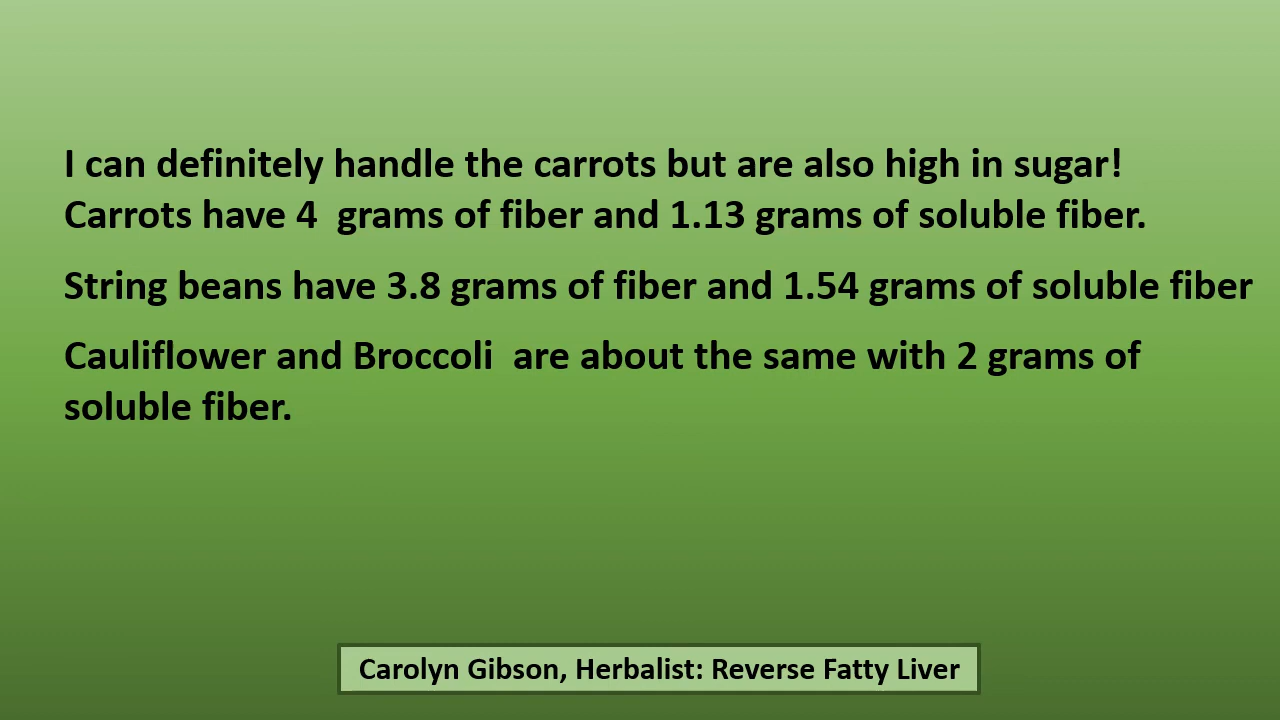 I can definitely handle the carrots but are also high in sugar!
Carrots have 4  grams of fiber and 1.13 grams of soluble fiber.
String beans have 3.8 grams of fiber and 1.54 grams of soluble fiber
Cauliflower and Broccoli  are about the same with 2 grams of
soluble fiber.
Carolyn Gibson, Herbalist: Reverse Fatty Liver